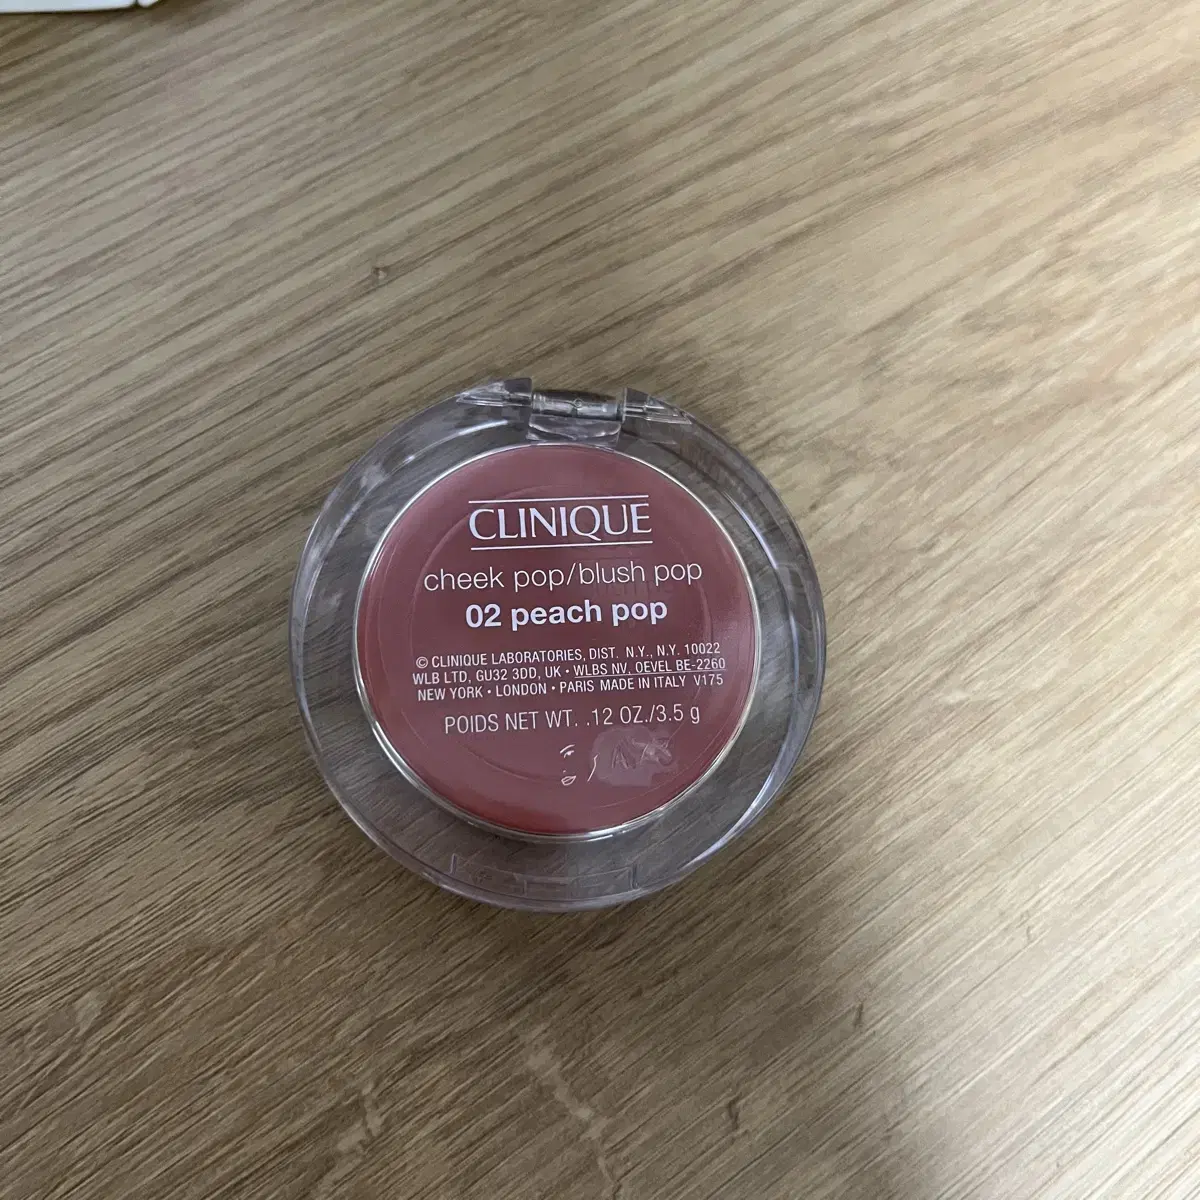 CLINIQUE
cheek pop/blush pop
02 peach pop
© CLINIQUE LABORATORIES, DIST. N.Y., N.Y. 10022
WLB LTD, GU32 3DD, UK • WLBS NV, OEVEL BE-2260
NEW YORK • LONDON • PARIS MADE IN ITALY V175
POIDS NET WT. .12 OZ./3.5 g